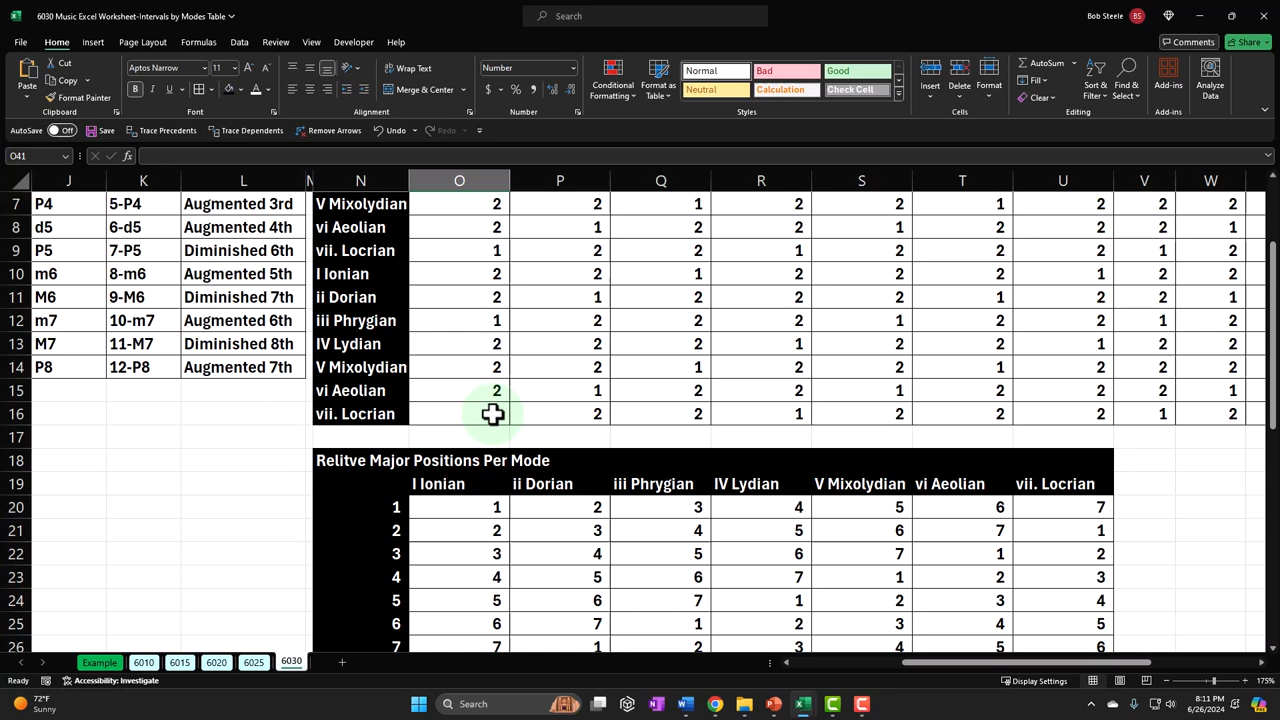 6030 Music Excel Worksheet-Intervals by Modes Table
Search
Bob Steele BS
File Home Insert Page Layout Formulas Data Review View Developer Help
Comments Share
Paste Cut Copy Format Painter
Clipboard
Aptos Narrow 11
B I U
Font
Wrap Text
Merge & Center
Alignment
Number
$ % 
Number
Conditional Formatting Format as Table
Normal Bad Good
Neutral Calculation Check Cell
Styles
Insert Delete Format
Cells
AutoSum Fill Clear
Sort & Filter Find & Select
Editing
Add-ins
Add-ins
Analyze Data
AutoSave Off Save Trace Precedents Trace Dependents Remove Arrows Undo Redo
O41 fx
J K L N O P Q R S T U V W
7 P4 5-P4 Augmented 3rd V Mixolydian 2 2 1 2 2 1 2 2 2
8 d5 6-d5 Augmented 4th vi Aeolian 2 1 2 2 1 2 2 2 1
9 P5 7-P5 Diminished 6th vii. Locrian 1 2 2 1 2 2 2 1 2
10 m6 8-m6 Augmented 5th I Ionian 2 2 1 2 2 2 1 2 2
11 M6 9-M6 Diminished 7th ii Dorian 2 1 2 2 2 1 2 2 1
12 m7 10-m7 Augmented 6th iii Phrygian 1 2 2 2 1 2 2 1 2
13 M7 11-M7 Diminished 8th IV Lydian 2 2 2 1 2 2 1 2 2
14 P8 12-P8 Augmented 7th V Mixolydian 2 2 1 2 2 1 2 2 2
15 vi Aeolian 2 1 2 2 1 2 2 2 1
16 vii. Locrian 2 2 1 2 2 2 1 2
17
18 Relitve Major Positions Per Mode
19 I Ionian ii Dorian iii Phrygian IV Lydian V Mixolydian vi Aeolian vii. Locrian
20 1 1 2 3 4 5 6 7
21 2 2 3 4 5 6 7 1
22 3 3 4 5 6 7 1 2
23 4 4 5 6 7 1 2 3
24 5 5 6 7 1 2 3 4
25 6 6 7 1 2 3 4 5
26 7 7 1 2 3 4 5 6
Example 6010 6015 6020 6025 6030
Ready Accessibility: Investigate Display Settings 175%
72°F
Sunny
Search
8:11 PM
6/26/2024